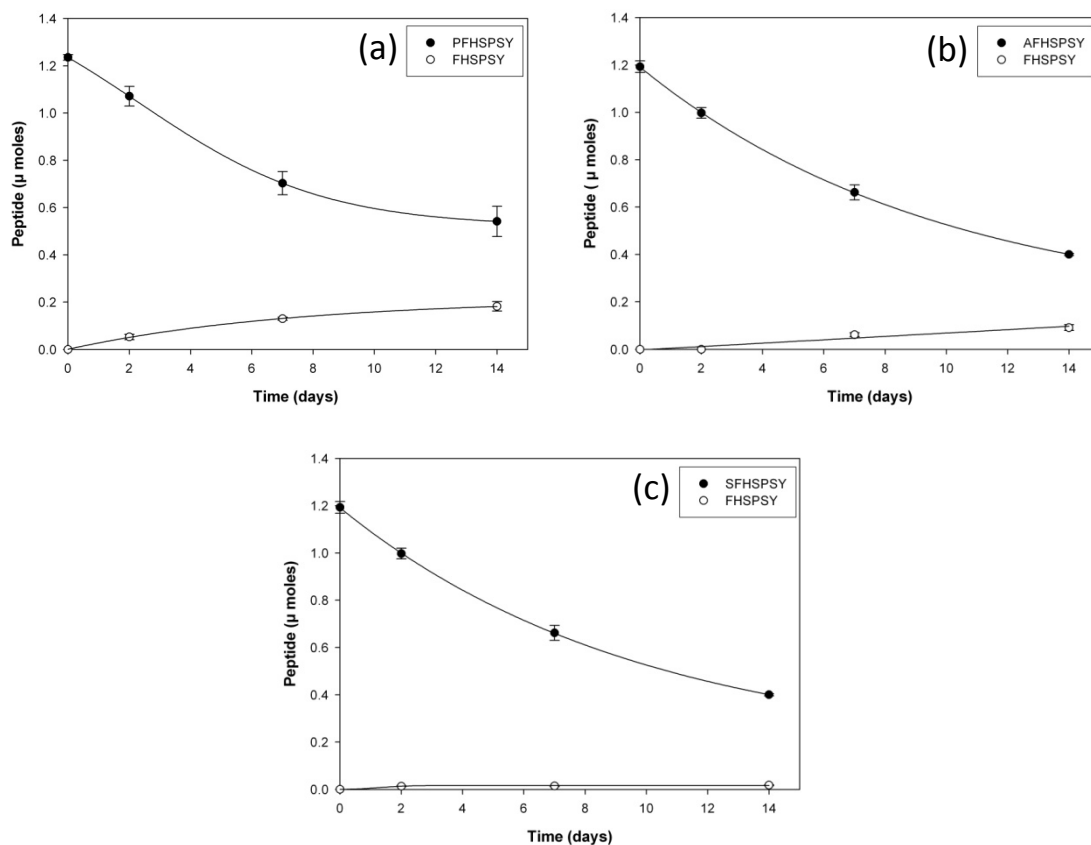 1.4
1.2
1.0
0.8
0.6
0.4
0.2
0.0
Peptide (μ moles)
0 2 4 6 8 10 12 14
Time (days)
(a)
PFHSPSY
FHSPSY
1.4
1.2
1.0
0.8
0.6
0.4
0.2
0.0
Peptide ( μ moles)
0 2 4 6 8 10 12 14
Time (days)
(b)
AFHSPSY
FHSPSY
1.4
1.2
1.0
0.8
0.6
0.4
0.2
0.0
Peptide (μ moles)
0 2 4 6 8 10 12 14
Time (days)
(c)
SFHSPSY
FHSPSY